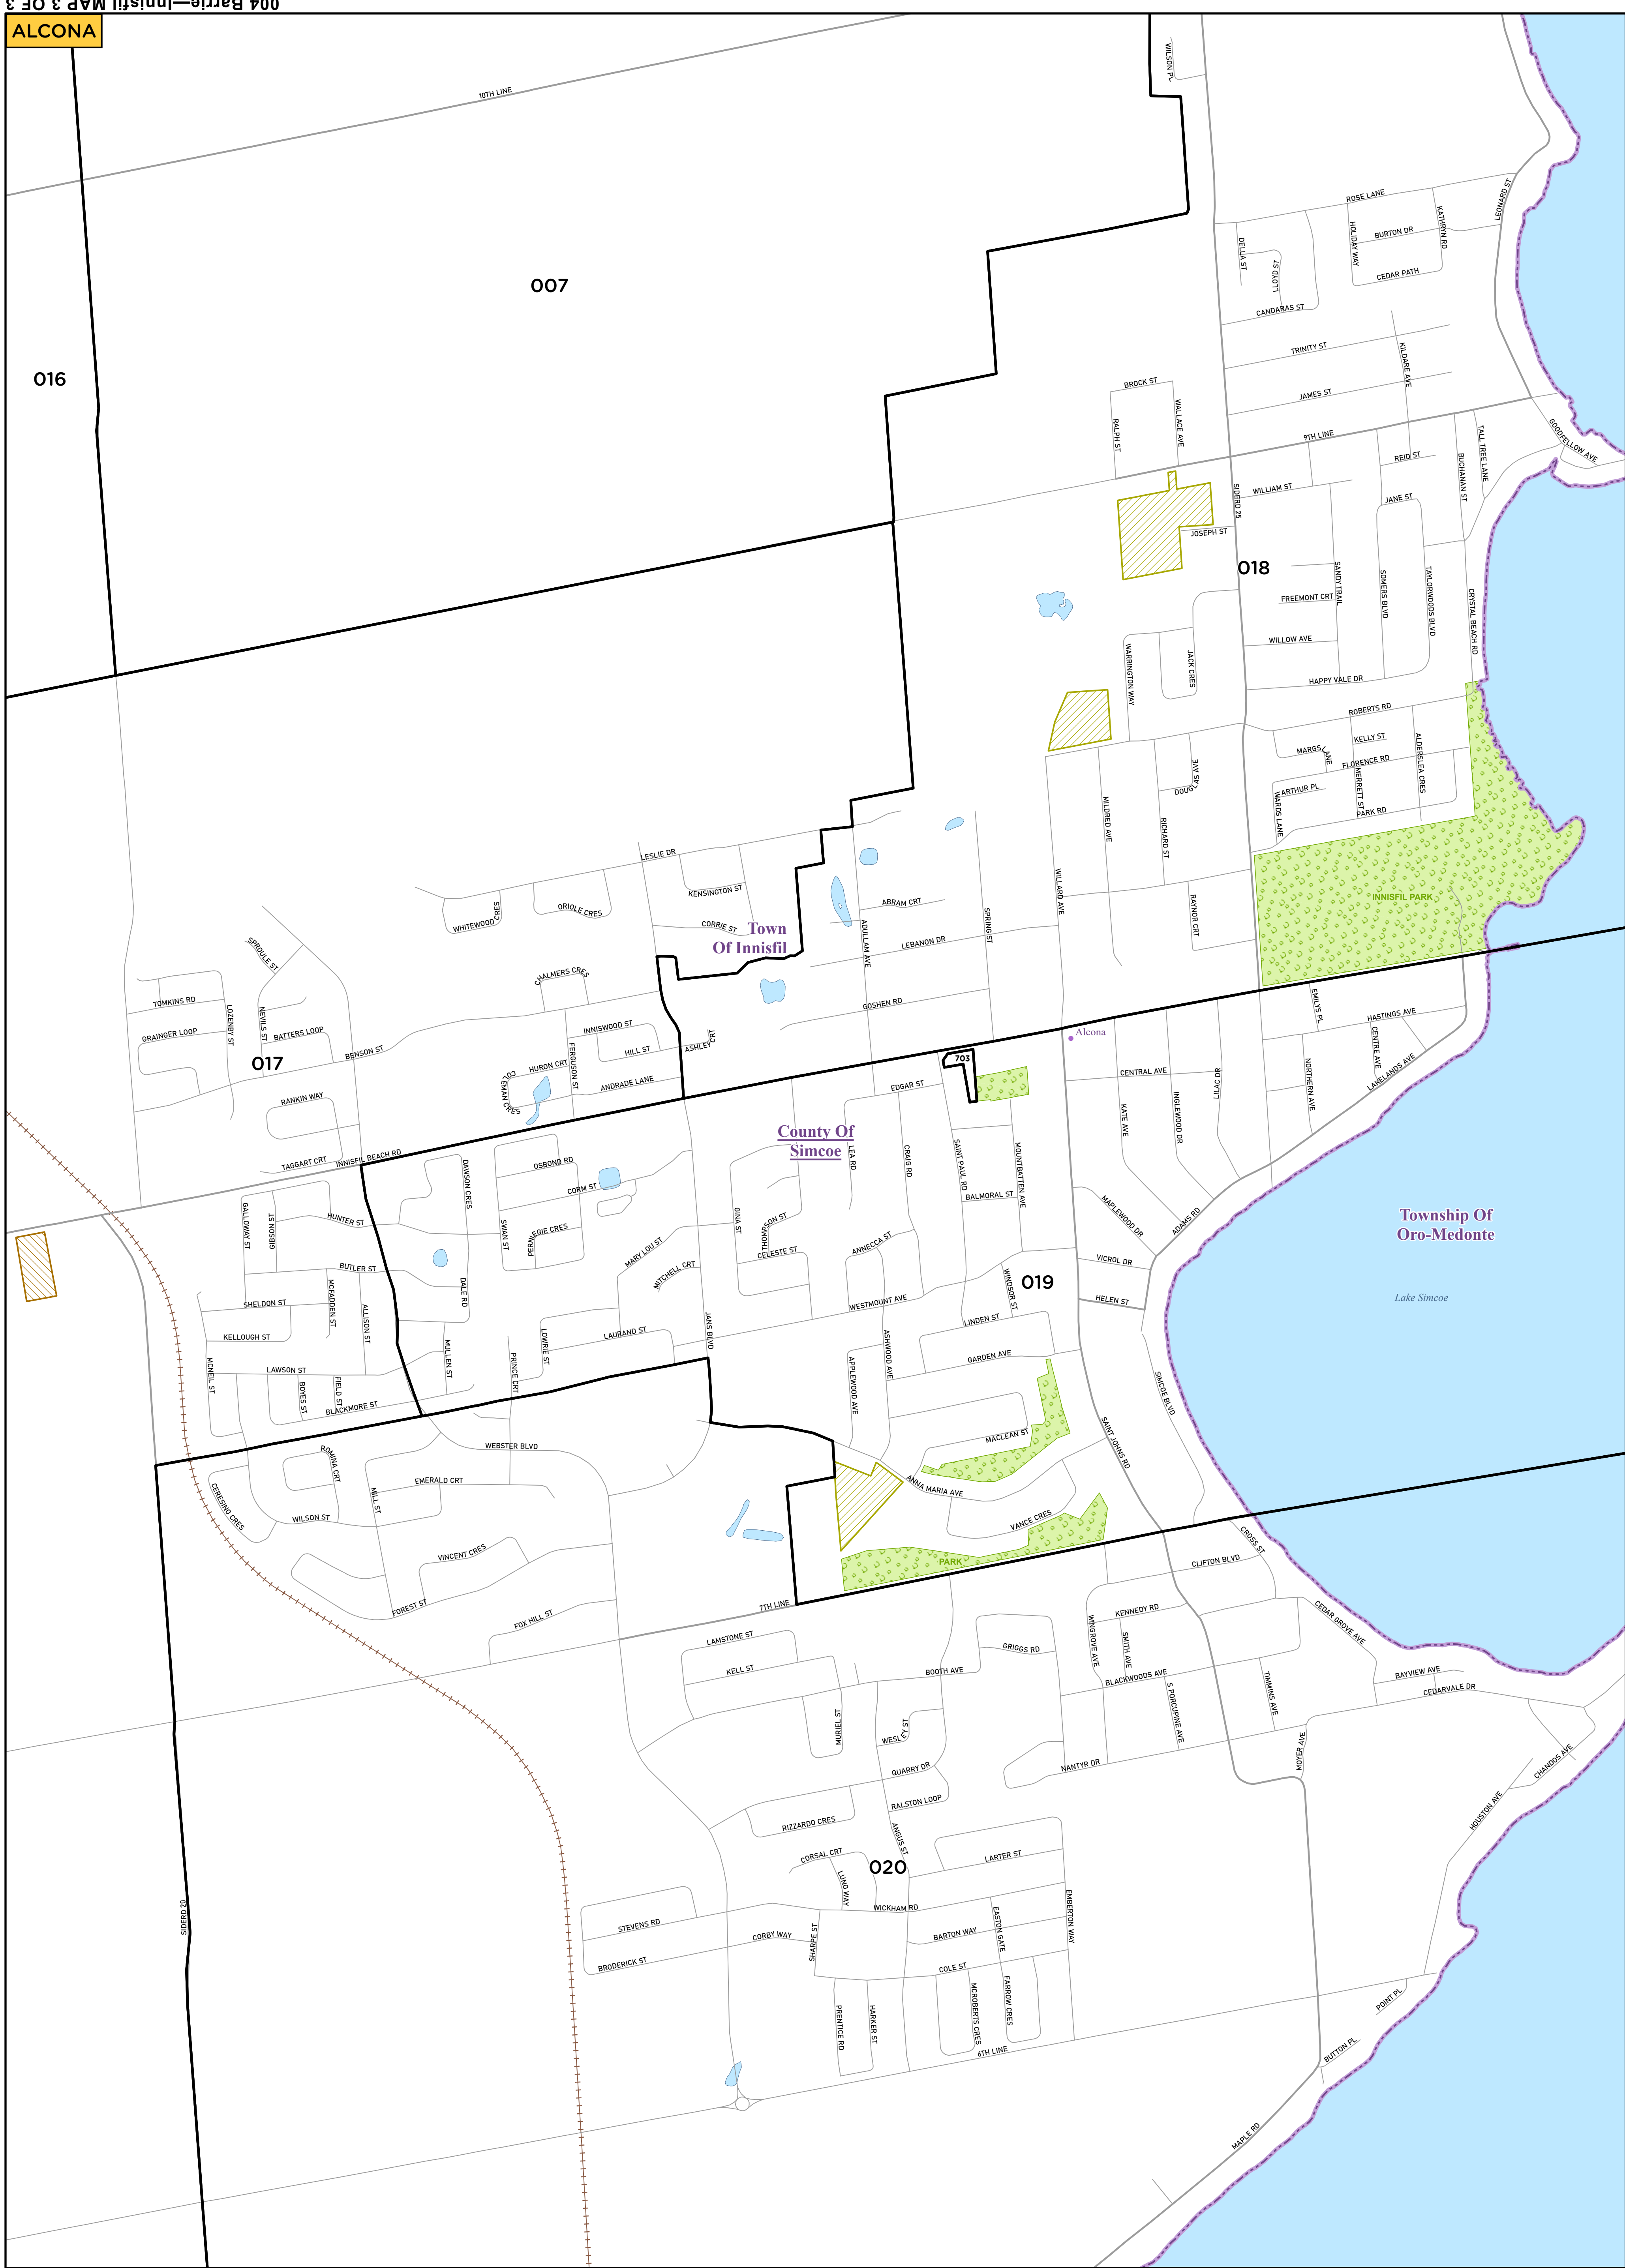 004 Barrie—Innisfil MAP 3 OF 3
ALCONA
WILSON PL
10TH LINE
ROSE LANE
LEONARD ST
KATHRYN RD
HOLIDAY WAY
BURTON DR
DELLA ST
LLOYD ST
CEDAR PATH
007
CANDARAS ST
TRINITY ST
KILDARE AVE
016
BROCK ST
JAMES ST
WALLACE AVE
RALPH ST
9TH LINE
GOODFELLOW AVE
TALL TREE LANE
REID ST
BUCHANAN ST
SIDERD 25
WILLIAM ST
JANE ST
JOSEPH ST
018
SANDY TRAIL
SOMERS BLVD
TAYLORWOODS BLVD
CRYSTAL BEACH RD
FREEMONT CRT
WILLOW AVE
WARRINGTON WAY
JACK CRES
HAPPY VALE DR
ROBERTS RD
KELLY ST
MARGS LANE
ALDERSLEA CRES
FLORENCE RD
DOUGLAS AVE
MERRETT ST
ARTHUR PL
WARDS LANE
PARK RD
MILDRED AVE
RICHARD ST
LESLIE DR
KENSINGTON ST
WILLARD AVE
INNISFIL PARK
WHITEWOOD CRES
ORIOLE CRES
ABRAM CRT
RAYNOR CRT
CORRIE ST
Town
Of Innisfil
ADULLAM AVE
SPRING ST
LEBANON DR
SPROULE ST
CHALMERS CRES
TOMKINS RD
GOSHEN RD
EMILYS PL
LOZENBY ST
NEVILS ST
GRAINGER LOOP
BATTERS LOOP
INNISWOOD ST
HASTINGS AVE
CENTRE AVE
Alcona
HILL ST
ASHLEY CRT
BENSON ST
017
FERGUSON ST
HURON CRT
703
LAKELANDS AVE
COLEMAN CRES
ANDRADE LANE
EDGAR ST
CENTRAL AVE
LILAC DR
NORTHERN AVE
RANKIN WAY
KATE AVE
INGLEWOOD DR
County Of
Simcoe
LEA RD
CRAIG RD
SAINT PAUL RD
MOUNTBATTEN AVE
TAGGART CRT
INNISFIL BEACH RD
DAWSON CRES
OSBOND RD
CORM ST
BALMORAL ST
MAPLEWOOD DR
ADAMS RD
Township Of
Oro-Medonte
GALLOWAY ST
GIBSON ST
HUNTER ST
SWAN ST
PERNEGIE CRES
GINA ST
THOMPSON ST
MARY LOU ST
CELESTE ST
ANNECCA ST
VICROL DR
BUTLER ST
MITCHELL CRT
WINDSOR ST
019
DALE RD
MCFADDEN ST
SHELDON ST
ALLISON ST
WESTMOUNT AVE
HELEN ST
Lake Simcoe
KELLOUGH ST
JANS BLVD
LINDEN ST
LAURAND ST
LOWRIE ST
ASHWOOD AVE
MULLEN ST
PRINCE CRT
GARDEN AVE
MCNEIL ST
LAWSON ST
BOYES ST
FIELD ST
BLACKMORE ST
APPLEWOOD AVE
SIMCOE BLVD
MACLEAN ST
SAINT JOHNS RD
WEBSTER BLVD
ROMINA CRT
EMERALD CRT
ANNA MARIA AVE
CERESINO CRES
MILL ST
WILSON ST
VANCE CRES
CROSS ST
VINCENT CRES
PARK
CLIFTON BLVD
FOREST ST
7TH LINE
FOX HILL ST
KENNEDY RD
CEDAR GROVE AVE
WINGROVE AVE
SMITH AVE
LAMSTONE ST
GRIGGS RD
KELL ST
BOOTH AVE
BLACKWOODS AVE
BAYVIEW AVE
TIMMINS AVE
CEDARVALE DR
S PORCUPINE AVE
MURIEL ST
WESLEY ST
MOYER AVE
NANTYR DR
CHANDOS AVE
QUARRY DR
RALSTON LOOP
HOUSTON AVE
RIZZARDO CRES
ANGUS ST
CORSAL CRT
LARTER ST
020
LUND WAY
WICKHAM RD
EMBERTON WAY
SIDERD 20
STEVENS RD
EASTON GATE
CORBY WAY
SHARPE ST
BARTON WAY
BRODERICK ST
COLE ST
PRENTICE RD
HARKER ST
MCROBERTS CRES
FARROW CRES
POINT PL
6TH LINE
BUTTON PL
MAPLE RD